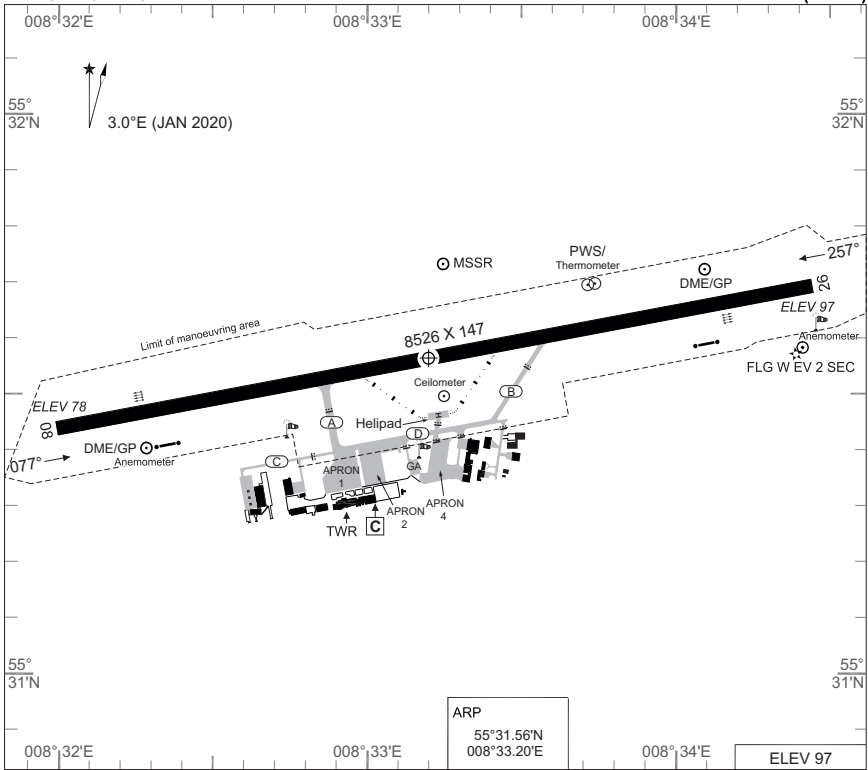 008°32'E
008°33'E
008°34'E
55°
32'N
55°
32'N
3.0°E (JAN 2020)
257°
PWS/
Thermometer
MSSR
DME/GP
26
ELEV 97
Limit of manoeuvring area
8526 X 147
Anemometer
FLG W EV 2 SEC
Ceilometer
B
ELEV 78
08
A
Helipad
H
D
DME/GP
Anemometer
077°
C
APRON
1
GA
APRON
2
APRON
4
TWR
C
55°
31'N
55°
31'N
ARP
55°31.56'N
008°33.20'E
008°32'E
008°33'E
008°34'E
ELEV 97